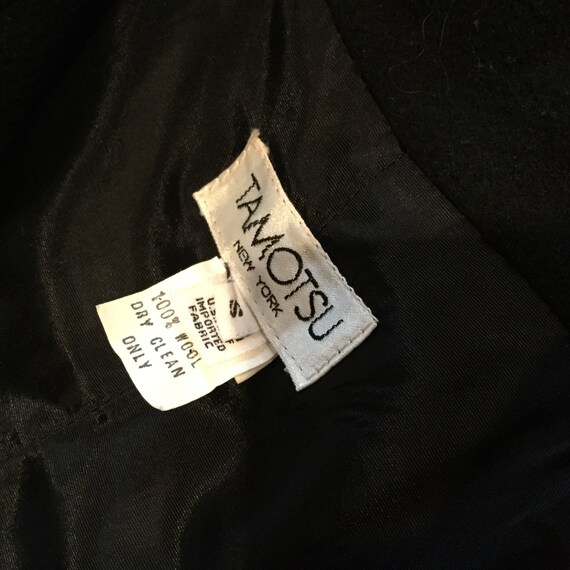 TAMOTSU
NEW YORK
S
F
IMPORTED
FABRIC
100% WOOL
DRY CLEAN
ONLY